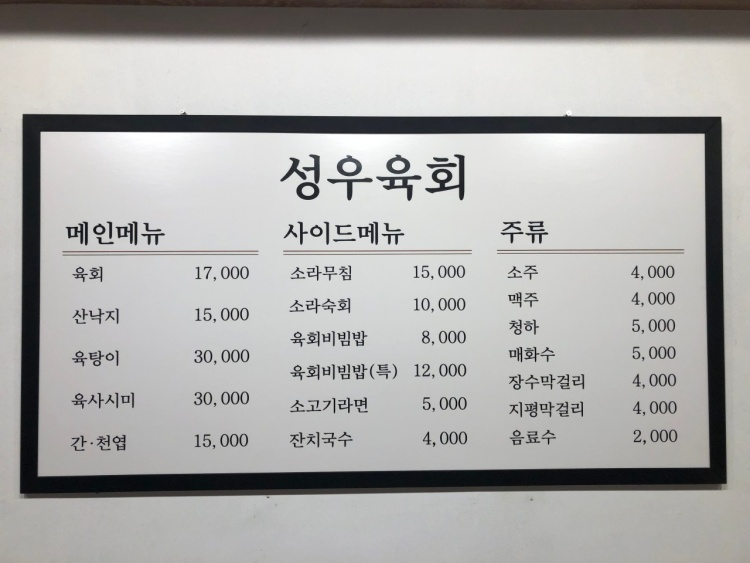 성우육회
메인메뉴
육회 17,000
산낙지 15,000
육탕이 30,000
육사시미 30,000
간·천엽 15,000
사이드메뉴
소라무침 15,000
소라숙회 10,000
육회비빔밥 8,000
육회비빔밥(특) 12,000
소고기라면 5,000
잔치국수 4,000
주류
소주 4,000
맥주 4,000
청하 5,000
매화수 5,000
장수막걸리 4,000
지평막걸리 4,000
음료수 2,000